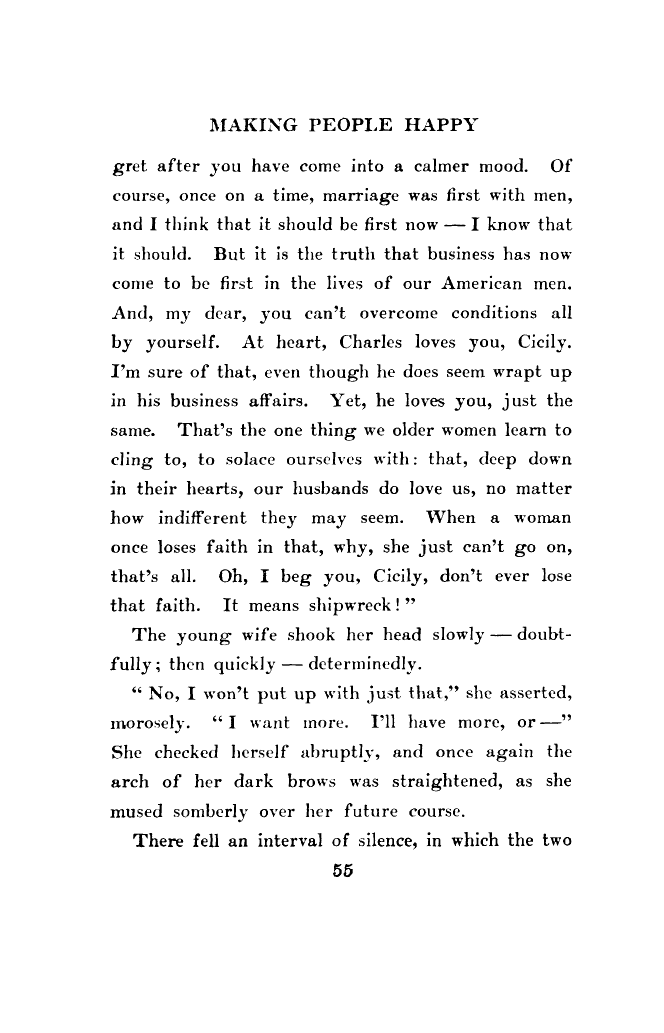 MAKING PEOPLE HAPPY
gret after you have come into a calmer mood. Of
course, once on a time, marriage was first with men,
and I think that it should be first now — I know that
it should. But it is the truth that business has now
come to be first in the lives of our American men.
And, my dear, you can't overcome conditions all
by yourself. At heart, Charles loves you, Cicily.
I'm sure of that, even though he does seem wrapt up
in his business affairs. Yet, he loves you, just the
same. That's the one thing we older women learn to
cling to, to solace ourselves with: that, deep down
in their hearts, our husbands do love us, no matter
how indifferent they may seem. When a woman
once loses faith in that, why, she just can't go on,
that's all. Oh, I beg you, Cicily, don't ever lose
that faith. It means shipwreck!"
The young wife shook her head slowly — doubt-
fully; then quickly — determinedly.
"No, I won't put up with just that," she asserted,
morosely. "I want more. I'll have more, or —"
She checked herself abruptly, and once again the
arch of her dark brows was straightened, as she
mused somberly over her future course.
There fell an interval of silence, in which the two
55